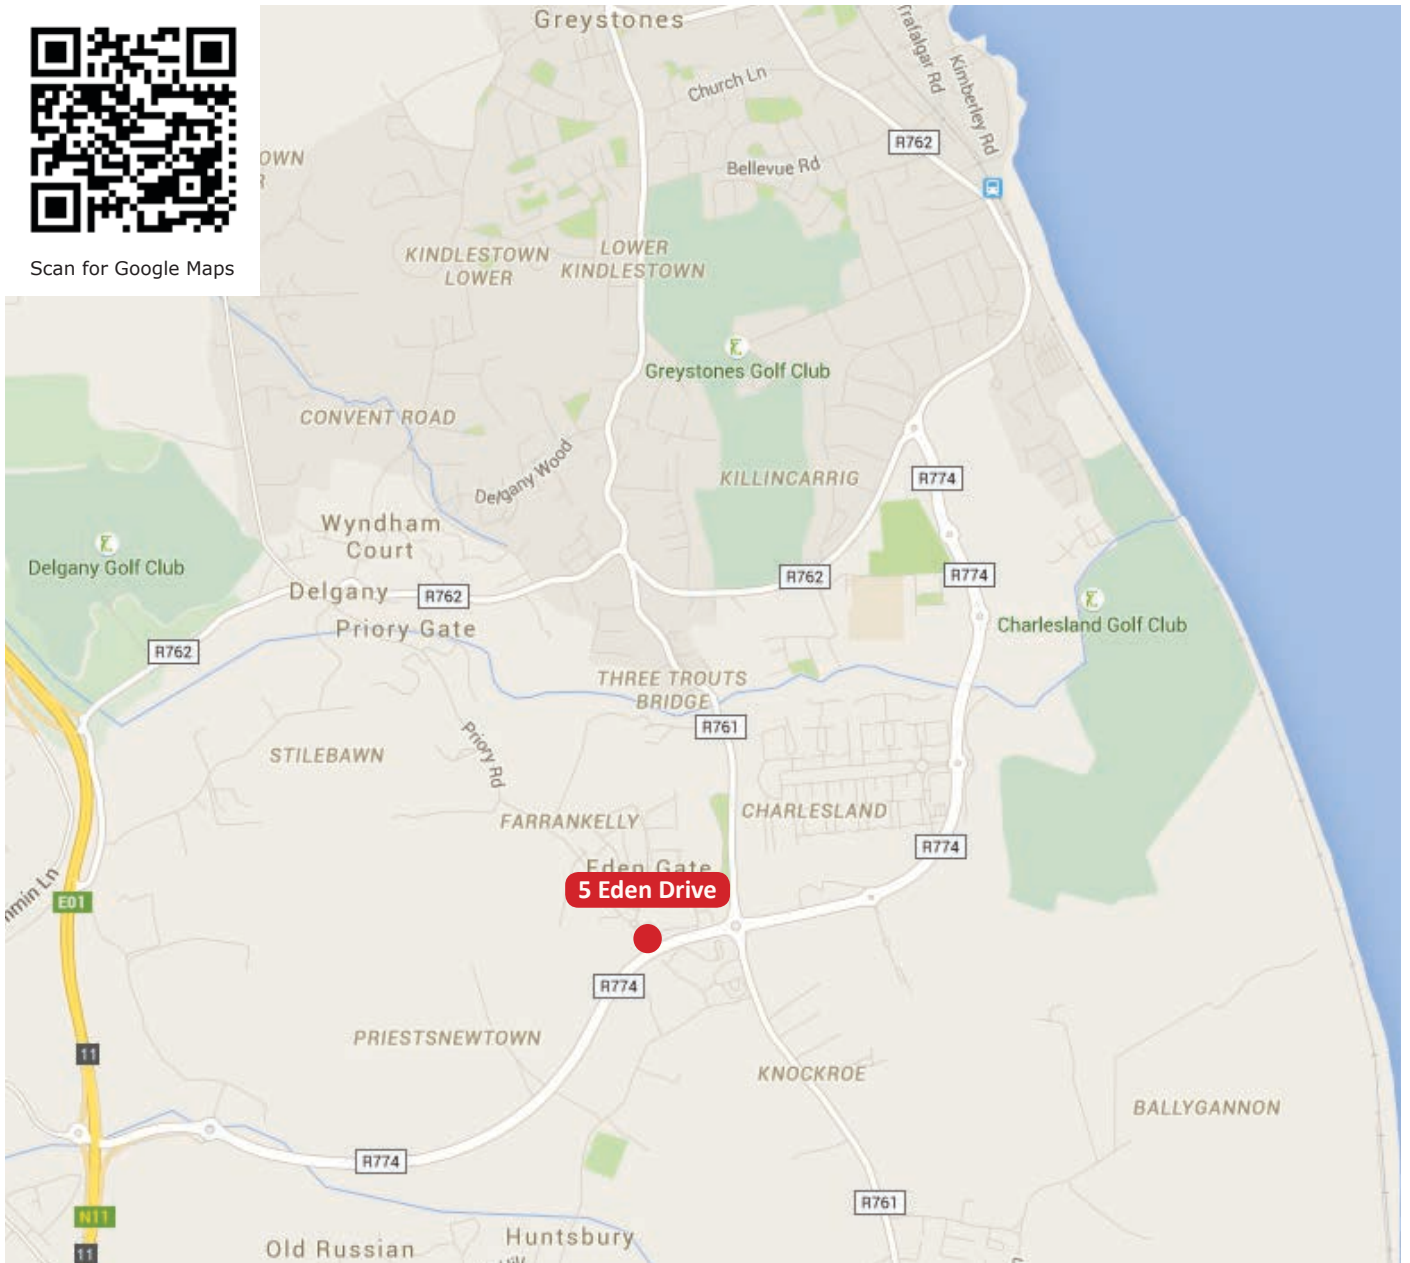 Greystones
Trafalgar Rd
Kimberley Rd
Church Ln
R762
Bellevue Rd
OWN
Scan for Google Maps
KINDLESTOWN
LOWER
LOWER
KINDLESTOWN
Greystones Golf Club
CONVENT ROAD
Delgany Wood
KILLINCARRIG
R774
Wyndham
Court
Delgany Golf Club
Delgany
R762
R762
R774
Priory Gate
Charlesland Golf Club
R762
THREE TROUTS
BRIDGE
R761
STILEBAWN
Priory Rd
FARRANKELLY
CHARLESLAND
R774
Eden Gate
5 Eden Drive
mmin Ln
E01
R774
PRIESTSNEWTOWN
11
KNOCKROE
BALLYGANNON
R774
R761
N11
Huntsbury
Old Russian
11